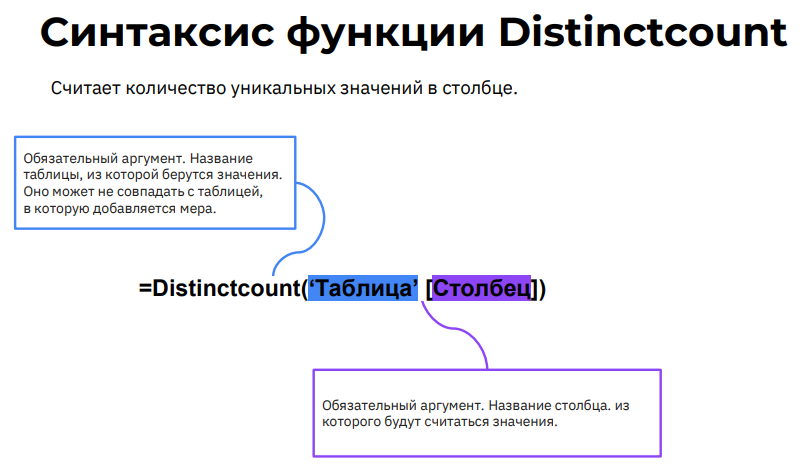 Синтаксис функции Distinctcount
Считает количество уникальных значений в столбце.
Обязательный аргумент. Название
таблицы, из которой берутся значения.
Оно может не совпадать с таблицей,
в которую добавляется мера.
=Distinctcount(‘Таблица’ [Столбец])
Обязательный аргумент. Название столбца. из
которого будут считаться значения.